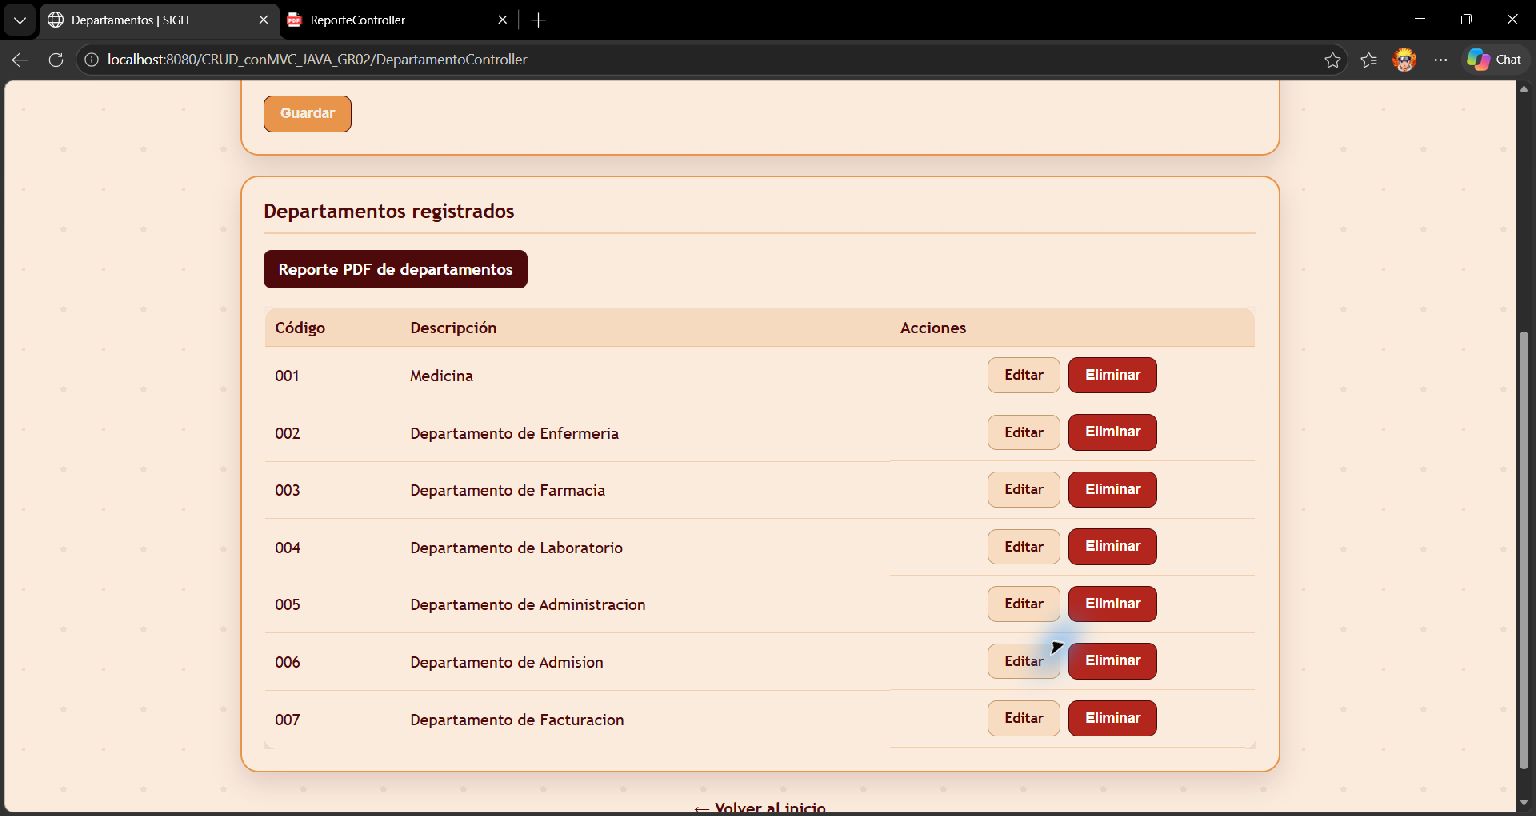 Departamentos | SIGH
ReporteController
localhost:8080/CRUD_conMVC_JAVA_GR02/DepartamentoController
Chat
Guardar
Departamentos registrados
Reporte PDF de departamentos
Código Descripción Acciones
001 Medicina Editar Eliminar
002 Departamento de Enfermeria Editar Eliminar
003 Departamento de Farmacia Editar Eliminar
004 Departamento de Laboratorio Editar Eliminar
005 Departamento de Administracion Editar Eliminar
006 Departamento de Admision Editar Eliminar
007 Departamento de Facturacion Editar Eliminar
← Volver al inicio